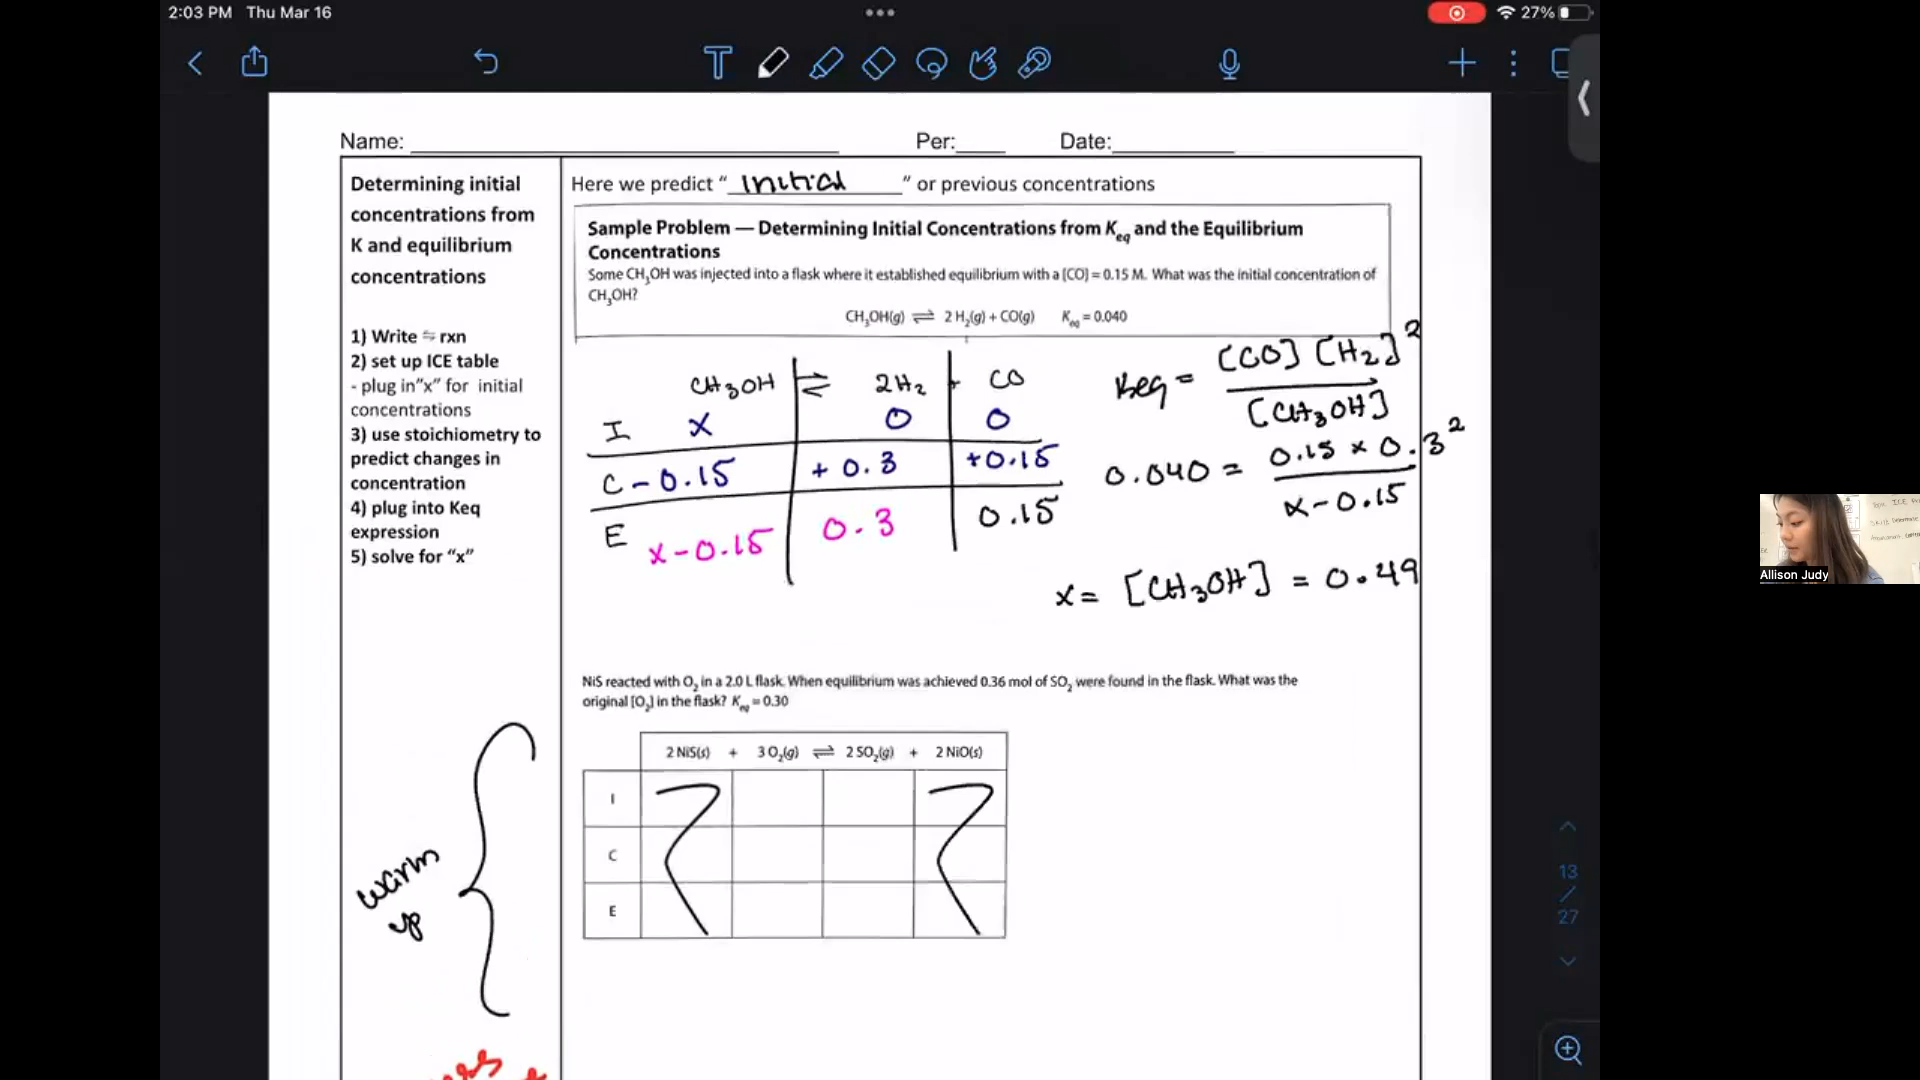 2:03 PM Thu Mar 16
27%
Name: ____________ Per:____ Date:__________
Determining initial
concentrations from
K and equilibrium
concentrations
1) Write ⇋ rxn
2) set up ICE table
- plug in"x" for initial
concentrations
3) use stoichiometry to
predict changes in
concentration
4) plug into Keq
expression
5) solve for "x"
warm
up
Here we predict " initial " or previous concentrations
Sample Problem — Determining Initial Concentrations from Keq and the Equilibrium
Concentrations
Some CH₃OH was injected into a flask where it established equilibrium with a [CO] = 0.15 M. What was the initial concentration of
CH₃OH?
CH₃OH(g) ⇌ 2 H₂(g) + CO(g) Keq = 0.040
CH₃OH ⇌ 2H₂ + CO
I x 0 0
C -0.15 +0.3 +0.15
E x-0.15 0.3 0.15
Keq = [CO] [H₂]²
[CH₃OH]
0.040 = 0.15 x 0.3²
x-0.15
x = [CH₃OH] = 0.49
NiS reacted with O₂ in a 2.0 L flask. When equilibrium was achieved 0.36 mol of SO₂ were found in the flask. What was the
original [O₂] in the flask? Keq = 0.30
2 NiS(s) + 3 O₂(g) ⇌ 2 SO₂(g) + 2 NiO(s)
I
C
E
13
/
27
Allison Judy